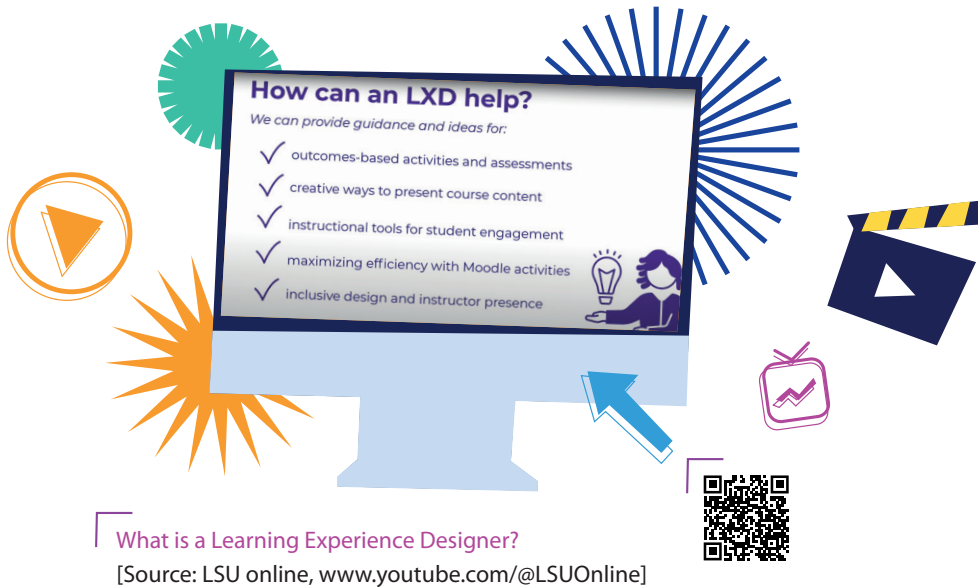 How can an LXD help?
We can provide guidance and ideas for:
outcomes-based activities and assessments
creative ways to present course content
instructional tools for student engagement
maximizing efficiency with Moodle activities
inclusive design and instructor presence
What is a Learning Experience Designer?
[Source: LSU online, www.youtube.com/@LSUOnline]